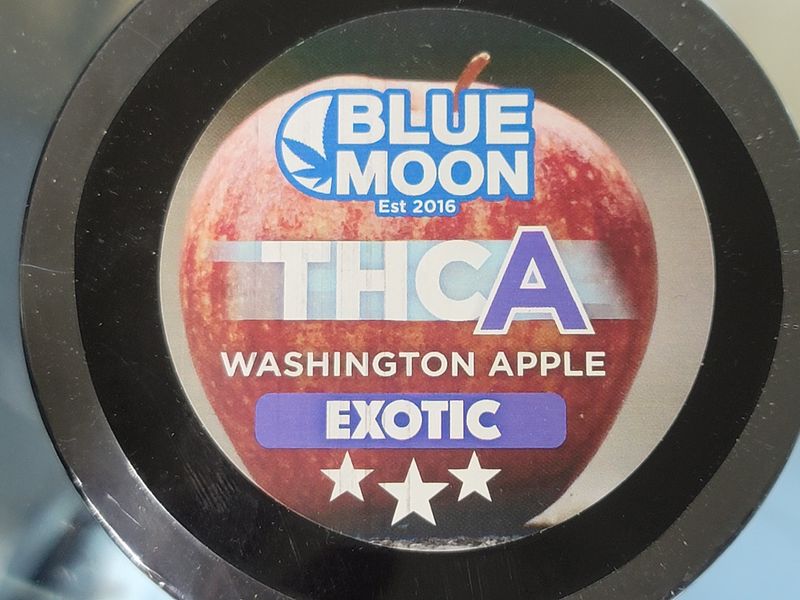 BLUE
MOON
Est 2016
THCA
WASHINGTON APPLE
EXOTIC